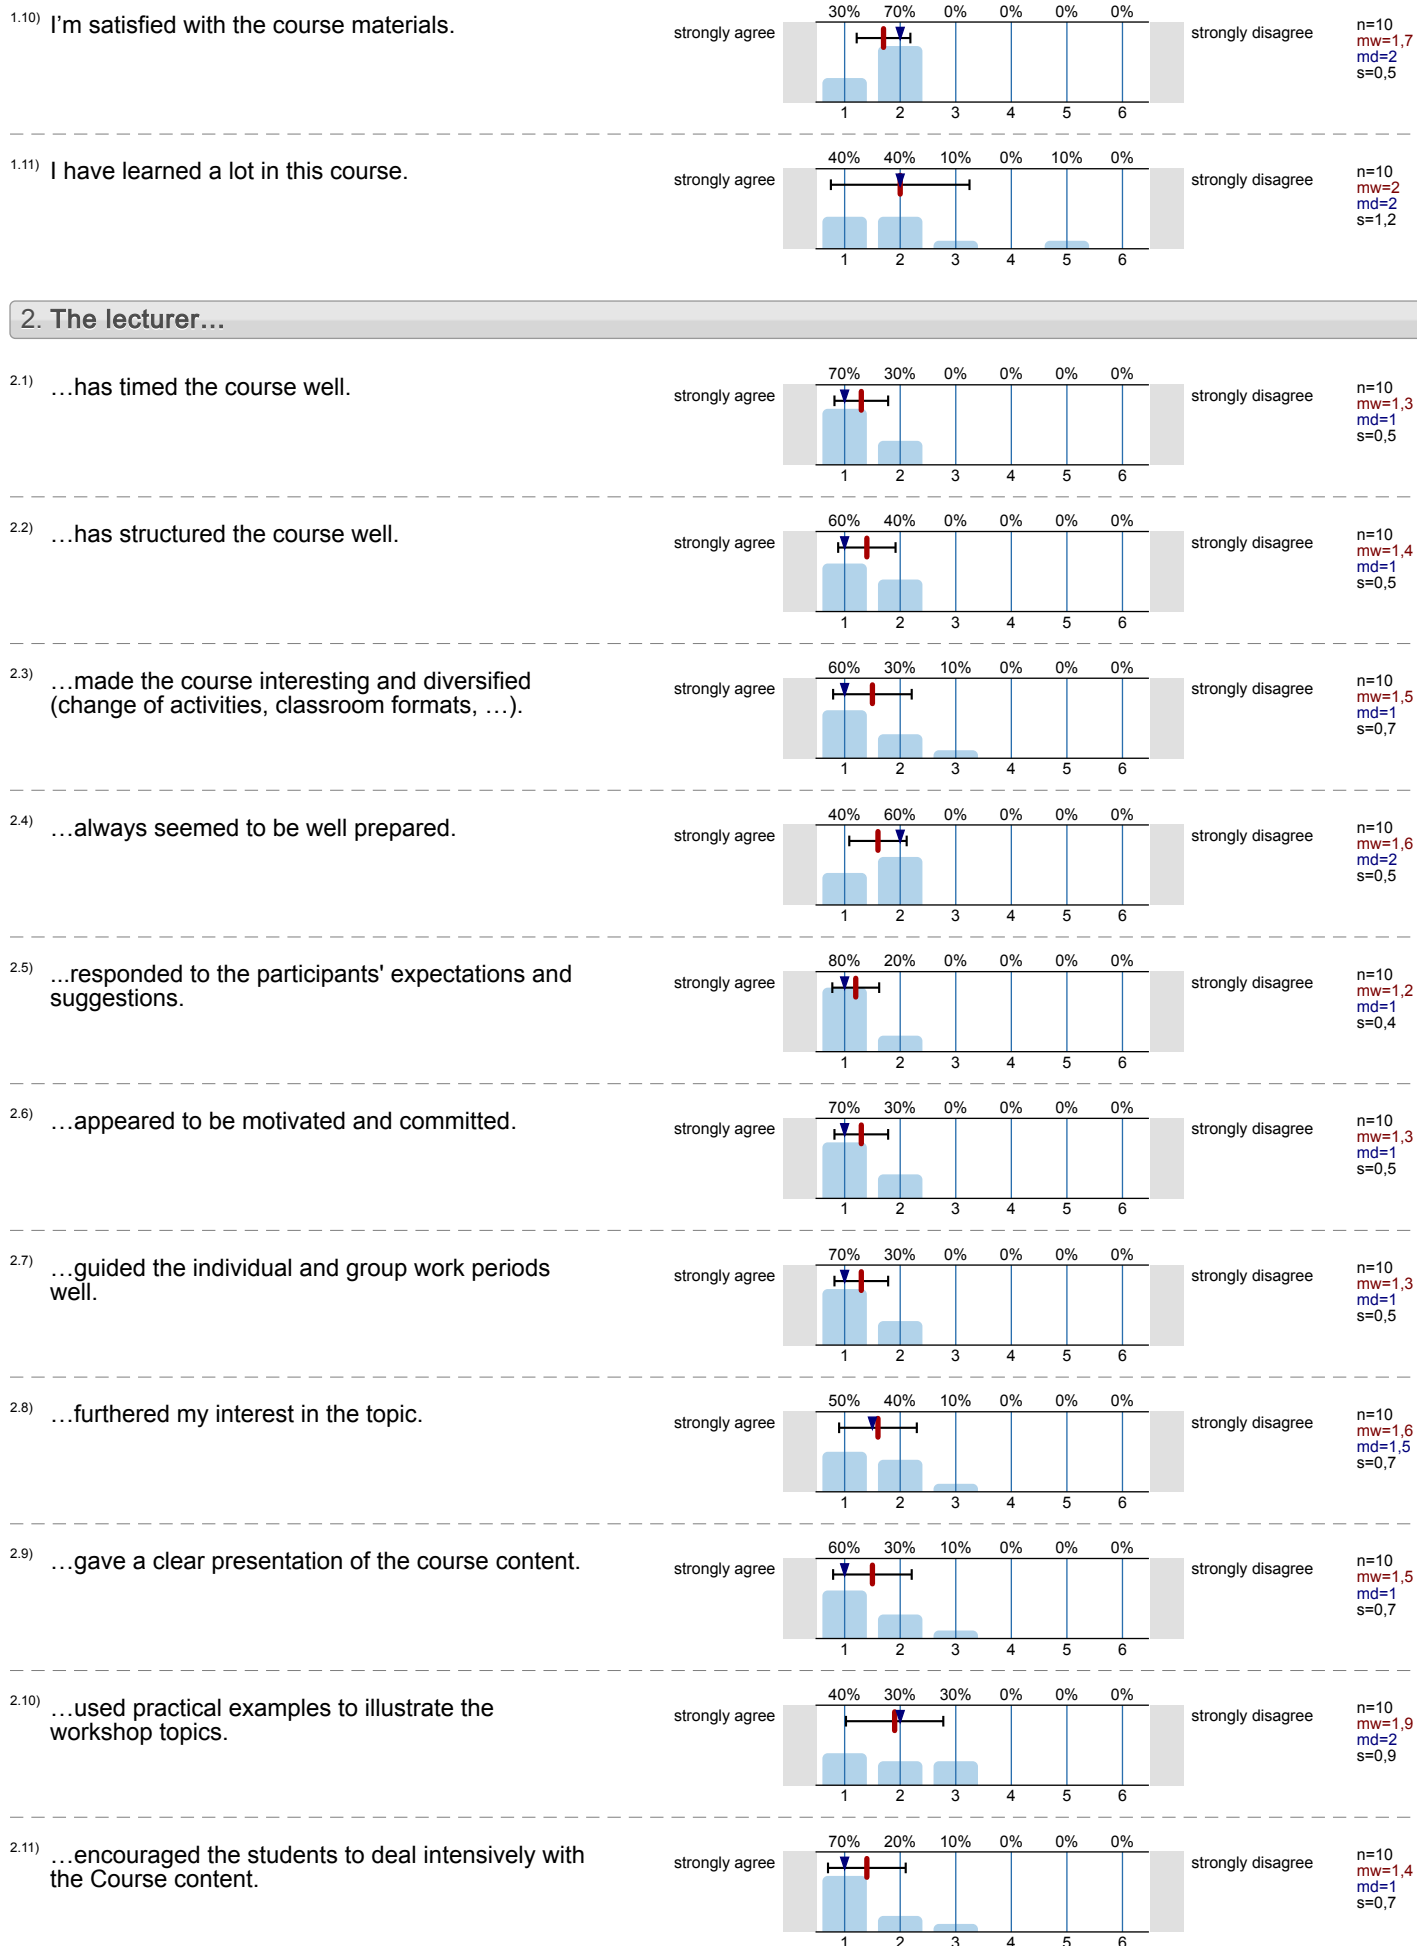 30% 70% 0% 0% 0% 0%
1.10) I’m satisfied with the course materials.
strongly agree
strongly disagree
n=10
mw=1,7
md=2
s=0,5
1 2 3 4 5 6
40% 40% 10% 0% 10% 0%
1.11) I have learned a lot in this course.
strongly agree
strongly disagree
n=10
mw=2
md=2
s=1,2
1 2 3 4 5 6
2. The lecturer…
70% 30% 0% 0% 0% 0%
2.1) …has timed the course well.
strongly agree
strongly disagree
n=10
mw=1,3
md=1
s=0,5
1 2 3 4 5 6
60% 40% 0% 0% 0% 0%
2.2) …has structured the course well.
strongly agree
strongly disagree
n=10
mw=1,4
md=1
s=0,5
1 2 3 4 5 6
60% 30% 10% 0% 0% 0%
2.3) …made the course interesting and diversified
(change of activities, classroom formats, …).
strongly agree
strongly disagree
n=10
mw=1,5
md=1
s=0,7
1 2 3 4 5 6
40% 60% 0% 0% 0% 0%
2.4) …always seemed to be well prepared.
strongly agree
strongly disagree
n=10
mw=1,6
md=2
s=0,5
1 2 3 4 5 6
80% 20% 0% 0% 0% 0%
2.5) ...responded to the participants' expectations and
suggestions.
strongly agree
strongly disagree
n=10
mw=1,2
md=1
s=0,4
1 2 3 4 5 6
70% 30% 0% 0% 0% 0%
2.6) …appeared to be motivated and committed.
strongly agree
strongly disagree
n=10
mw=1,3
md=1
s=0,5
1 2 3 4 5 6
70% 30% 0% 0% 0% 0%
2.7) …guided the individual and group work periods
well.
strongly agree
strongly disagree
n=10
mw=1,3
md=1
s=0,5
1 2 3 4 5 6
50% 40% 10% 0% 0% 0%
2.8) …furthered my interest in the topic.
strongly agree
strongly disagree
n=10
mw=1,6
md=1,5
s=0,7
1 2 3 4 5 6
60% 30% 10% 0% 0% 0%
2.9) …gave a clear presentation of the course content.
strongly agree
strongly disagree
n=10
mw=1,5
md=1
s=0,7
1 2 3 4 5 6
40% 30% 30% 0% 0% 0%
2.10) …used practical examples to illustrate the
workshop topics.
strongly agree
strongly disagree
n=10
mw=1,9
md=2
s=0,9
1 2 3 4 5 6
70% 20% 10% 0% 0% 0%
2.11) …encouraged the students to deal intensively with
the Course content.
strongly agree
strongly disagree
n=10
mw=1,4
md=1
s=0,7
1 2 3 4 5 6